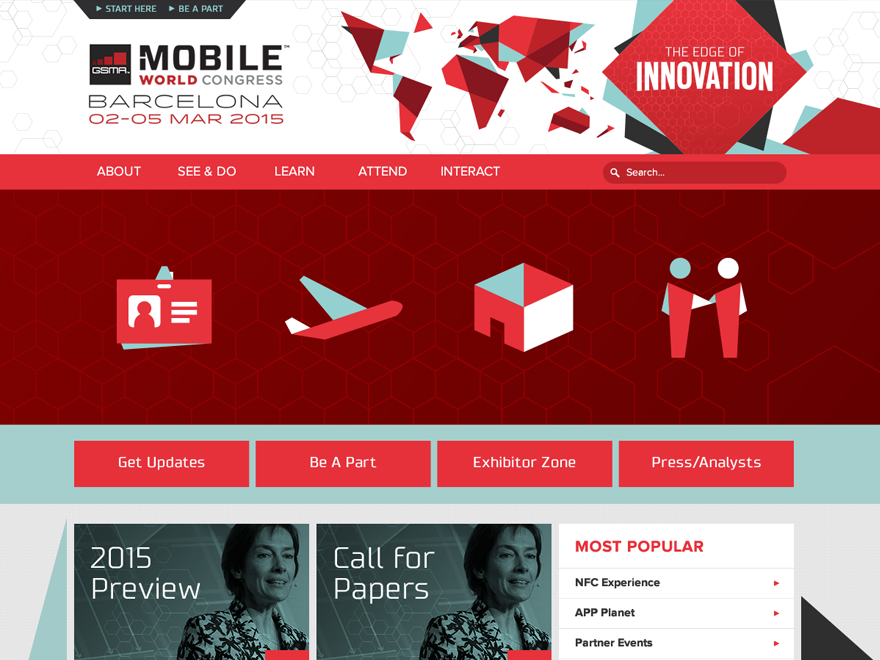 START HERE
BE A PART
GSMA
MOBILE™
WORLD CONGRESS
BARCELONA
02-05 MAR 2015
THE EDGE OF
INNOVATION
ABOUT
SEE & DO
LEARN
ATTEND
INTERACT
Search...
Get Updates
Be A Part
Exhibitor Zone
Press/Analysts
2015
Preview
Call for
Papers
MOST POPULAR
NFC Experience
APP Planet
Partner Events